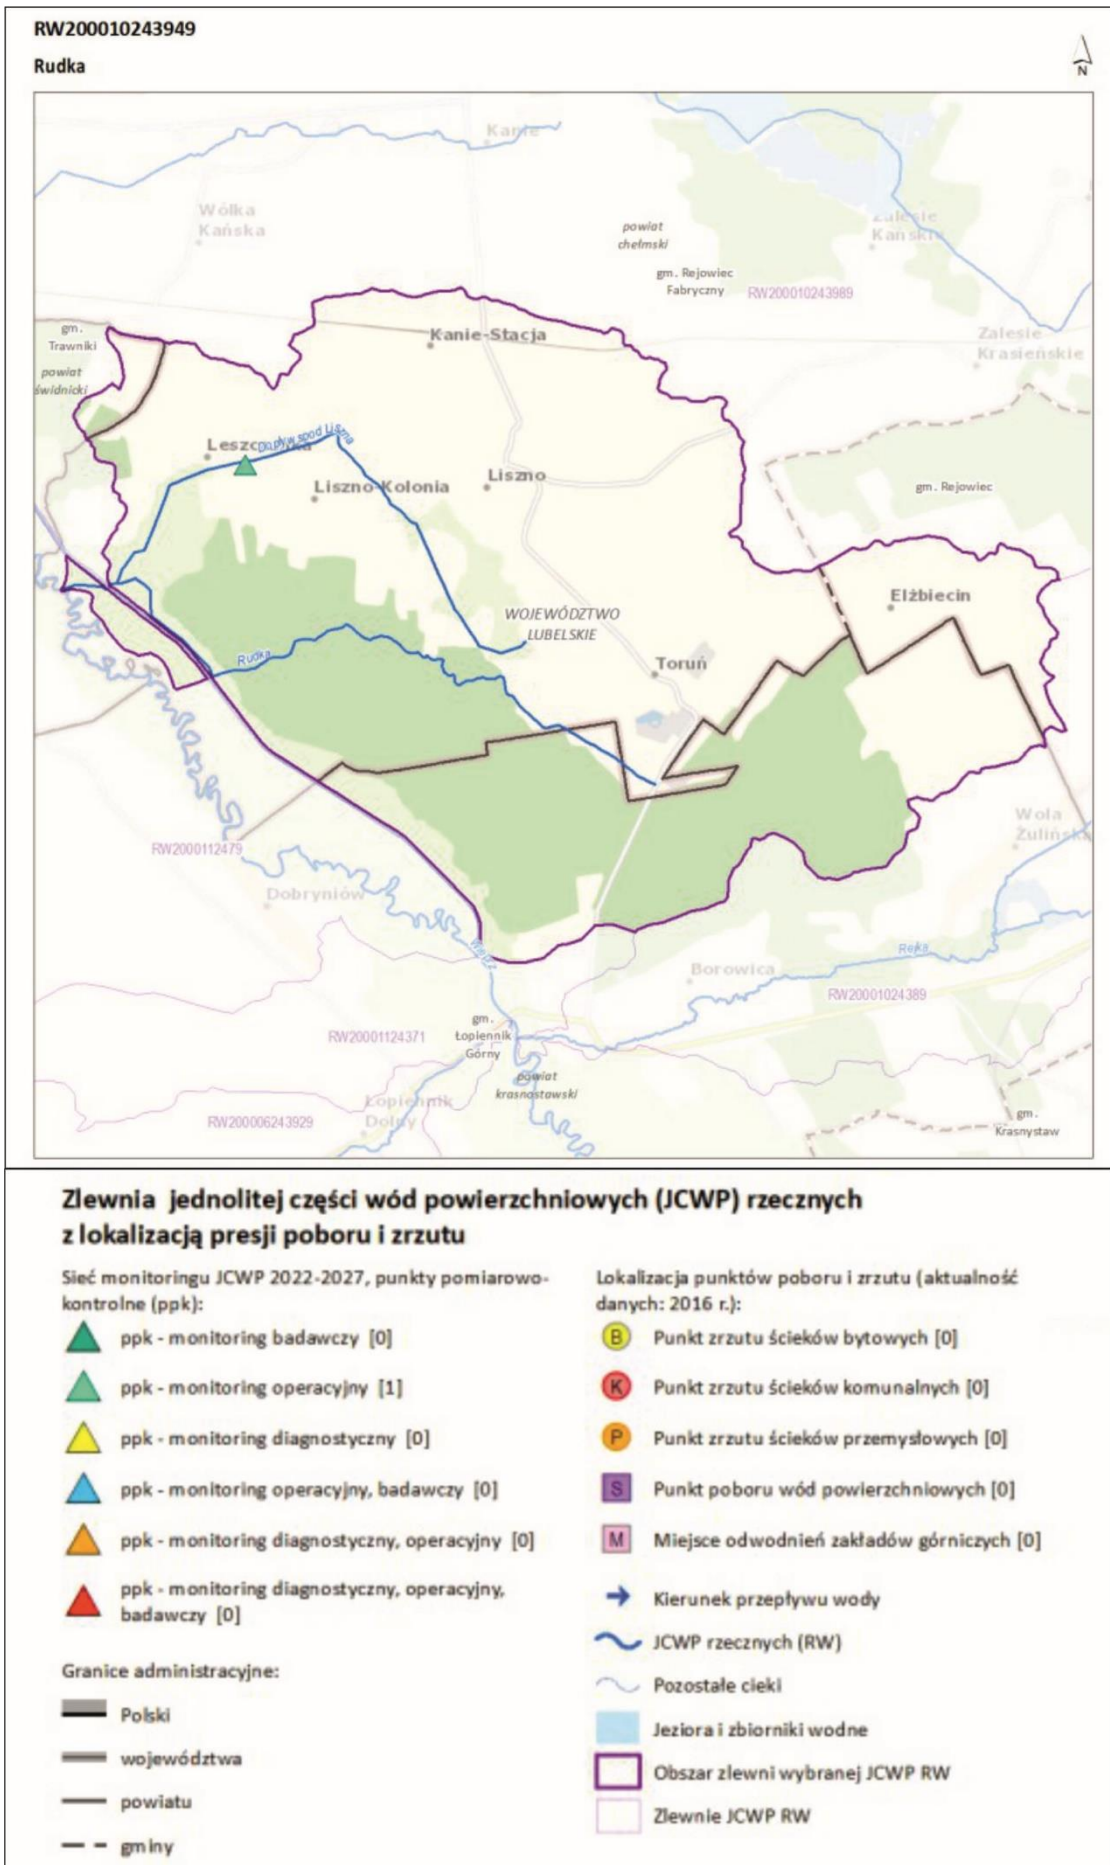 RW200010243949
Rudka
N
Kanie
Wólka
Kańska
powiat
chełmski
Zalesie
Kańskie
gm. Rejowiec
Fabryczny
RW200010243989
gm.
Trawniki
Kanie-Stacja
Zalesie
Krasieńskie
powiat
świdnicki
Dopływ spod Liszna
Liszno
Liszno-Kolonia
gm. Rejowiec
Elżbiecin
WOJEWÓDZTWO
LUBELSKIE
Rudka
Toruń
Wola
Żulińska
RW2000112479
Dobryniów
Wieprz
Rejka
Borowica
RW20001024389
gm.
Łopiennik
Górny
RW20001124371
powiat
krasnostawski
Łopiennik
Dolny
RW200006243929
gm.
Krasnystaw
Zlewnia jednolitej części wód powierzchniowych (JCWP) rzecznych
z lokalizacją presji poboru i zrzutu
Sieć monitoringu JCWP 2022-2027, punkty pomiarowo-
kontrolne (ppk):
ppk - monitoring badawczy [0]
ppk - monitoring operacyjny [1]
ppk - monitoring diagnostyczny [0]
ppk - monitoring operacyjny, badawczy [0]
ppk - monitoring diagnostyczny, operacyjny [0]
ppk - monitoring diagnostyczny, operacyjny,
badawczy [0]
Granice administracyjne:
Polski
województwa
powiatu
gminy
Lokalizacja punktów poboru i zrzutu (aktualność
danych: 2016 r.):
B Punkt zrzutu ścieków bytowych [0]
K Punkt zrzutu ścieków komunalnych [0]
P Punkt zrzutu ścieków przemysłowych [0]
S Punkt poboru wód powierzchniowych [0]
M Miejsce odwodnień zakładów górniczych [0]
Kierunek przepływu wody
JCWP rzecznych (RW)
Pozostałe cieki
Jeziora i zbiorniki wodne
Obszar zlewni wybranej JCWP RW
Zlewnie JCWP RW